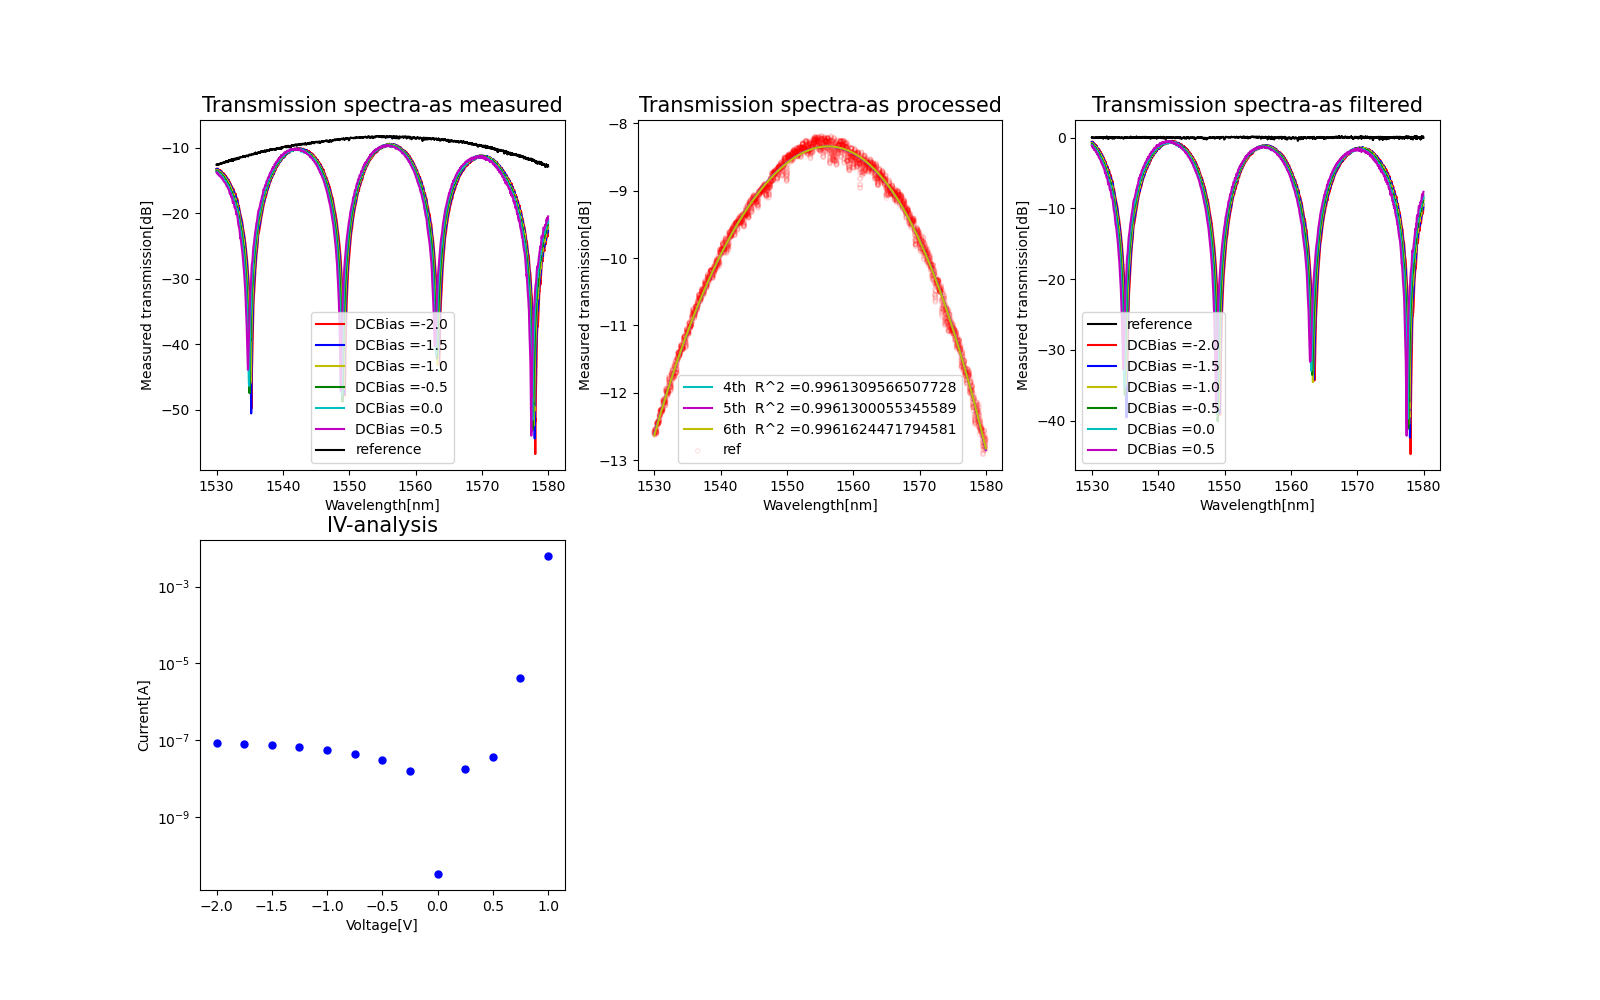 Transmission spectra-as measured
Measured transmission[dB]
−10
−20
−30
−40
−50
DCBias =-2.0
DCBias =-1.5
DCBias =-1.0
DCBias =-0.5
DCBias =0.0
DCBias =0.5
reference
1530 1540 1550 1560 1570 1580
Wavelength[nm]
Transmission spectra-as processed
Measured transmission[dB]
−8
−9
−10
−11
−12
−13
4th  R^2 =0.9961309566507728
5th  R^2 =0.9961300055345589
6th  R^2 =0.9961624471794581
ref
1530 1540 1550 1560 1570 1580
Wavelength[nm]
Transmission spectra-as filtered
Measured transmission[dB]
0
−10
−20
−30
−40
reference
DCBias =-2.0
DCBias =-1.5
DCBias =-1.0
DCBias =-0.5
DCBias =0.0
DCBias =0.5
1530 1540 1550 1560 1570 1580
Wavelength[nm]
IV-analysis
Current[A]
10⁻³
10⁻⁵
10⁻⁷
10⁻⁹
−2.0 −1.5 −1.0 −0.5 0.0 0.5 1.0
Voltage[V]